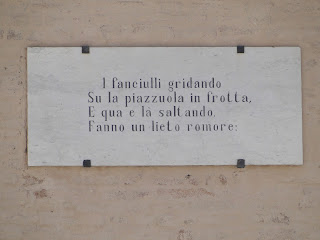 I fanciulli gridando
Su la piazzuola in frotta,
E qua e là saltando,
Fanno un lieto romore: